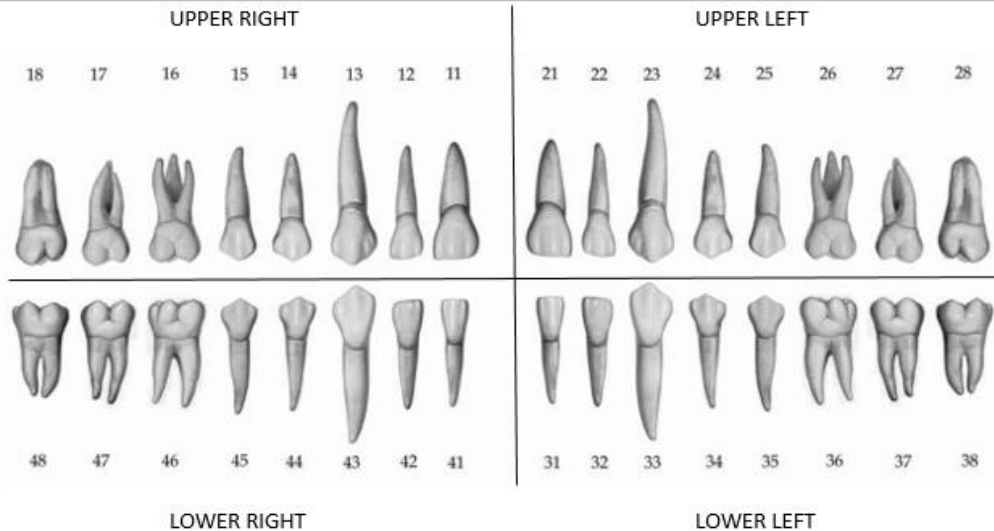 UPPER RIGHT UPPER LEFT
18 17 16 15 14 13 12 11 21 22 23 24 25 26 27 28
48 47 46 45 44 43 42 41 31 32 33 34 35 36 37 38
LOWER RIGHT LOWER LEFT